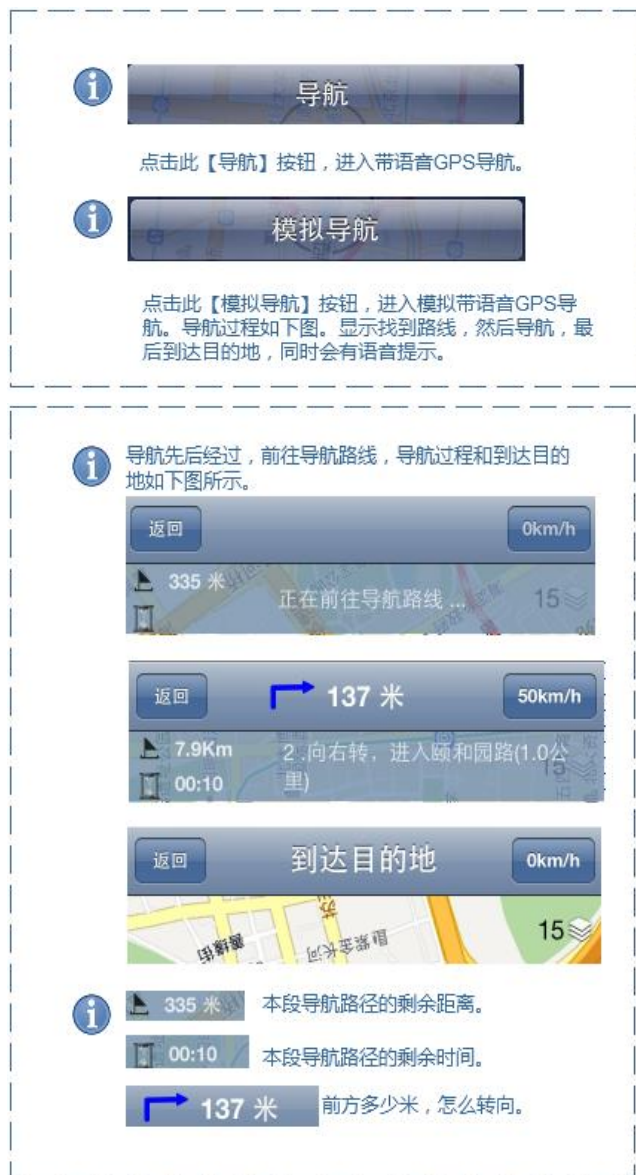 导航
点击此【导航】按钮，进入带语音GPS导航。
模拟导航
点击此【模拟导航】按钮，进入模拟带语音GPS导
航。导航过程如下图。显示找到路线，然后导航，最
后到达目的地，同时会有语音提示。
导航先后经过，前往导航路线，导航过程和到达目的
地如下图所示。
返回
0km/h
335 米
正在前往导航路线 ...
15
返回
137 米
50km/h
7.9Km
2 .向右转，进入颐和园路(1.0公
里)
15
00:10
返回
到达目的地
0km/h
苏
15
善缘街
长河
335 米
本段导航路径的剩余距离。
00:10
本段导航路径的剩余时间。
137 米
前方多少米，怎么转向。